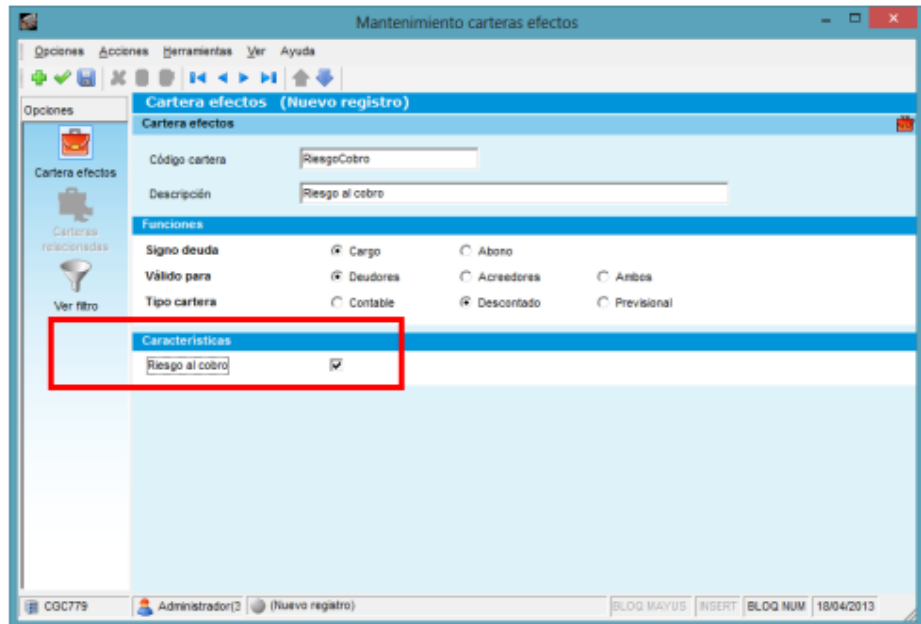 Mantenimiento carteras efectos
Opciones Acciones Herramientas Ver Ayuda
Opciones
Cartera efectos
Carteras relacionadas
Ver filtro
Cartera efectos (Nuevo registro)
Cartera efectos
Código cartera RiesgoCobro
Descripción Riesgo al cobro
Funciones
Signo deuda Cargo Abono
Válido para Deudores Acreedores Ambos
Tipo cartera Contable Descontado Previsional
Características
Riesgo al cobro
CGC779 Administrador(3 (Nuevo registro) BLOQ MAYUS INSERT BLOQ NUM 18/04/2013